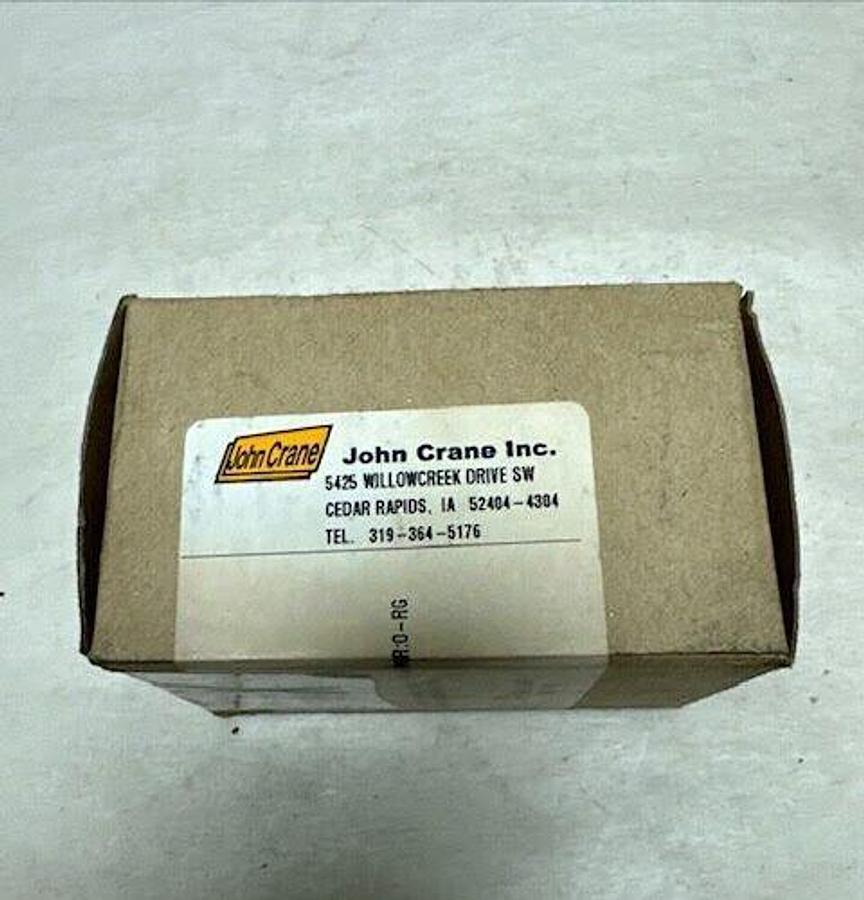 John Crane
John Crane Inc.
5425 WILLOWCREEK DRIVE SW
CEDAR RAPIDS, IA 52404-4304
TEL. 319-364-5176
R:O-RG